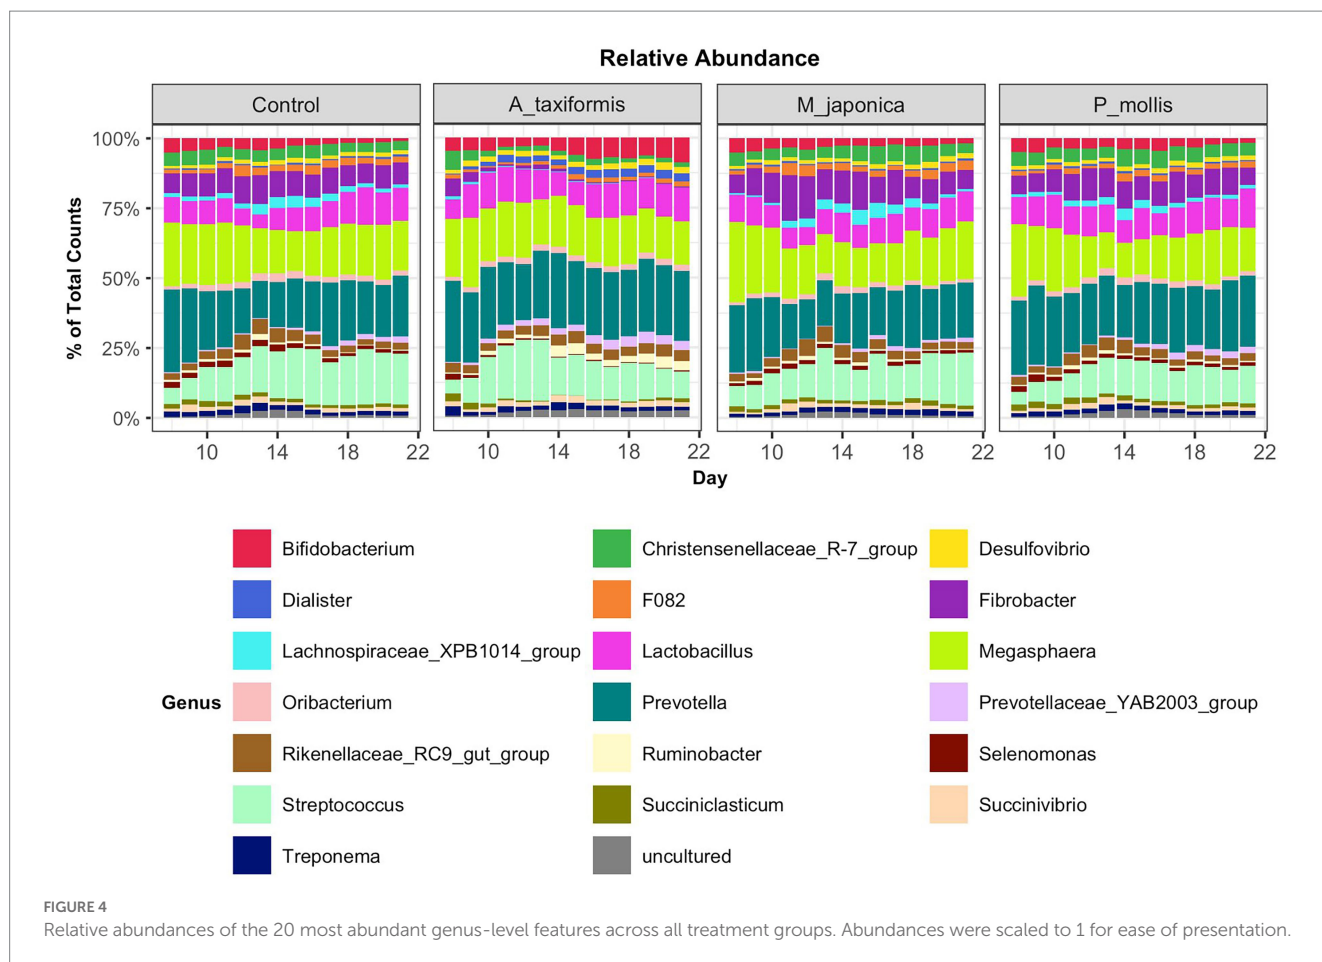 Relative Abundance
Control A_taxiformis M_japonica P_mollis
100%
75%
50%
25%
0%
% of Total Counts
10 14 18 22 10 14 18 22 10 14 18 22 10 14 18 22
Day
Genus
Bifidobacterium Christensenellaceae_R-7_group Desulfovibrio
Dialister F082 Fibrobacter
Lachnospiraceae_XPB1014_group Lactobacillus Megasphaera
Oribacterium Prevotella Prevotellaceae_YAB2003_group
Rikenellaceae_RC9_gut_group Ruminobacter Selenomonas
Streptococcus Succiniclasticum Succinivibrio
Treponema uncultured
FIGURE 4
Relative abundances of the 20 most abundant genus-level features across all treatment groups. Abundances were scaled to 1 for ease of presentation.